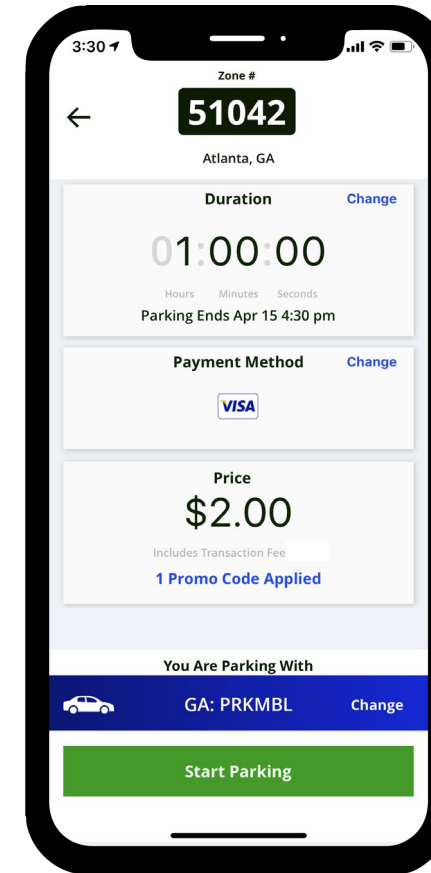 3:30
Zone #
51042
Atlanta, GA
Duration Change
01:00:00
Hours Minutes Seconds
Parking Ends Apr 15 4:30 pm
Payment Method Change
VISA
Price
$2.00
Includes Transaction Fee
1 Promo Code Applied
You Are Parking With
GA: PRKMBL Change
Start Parking